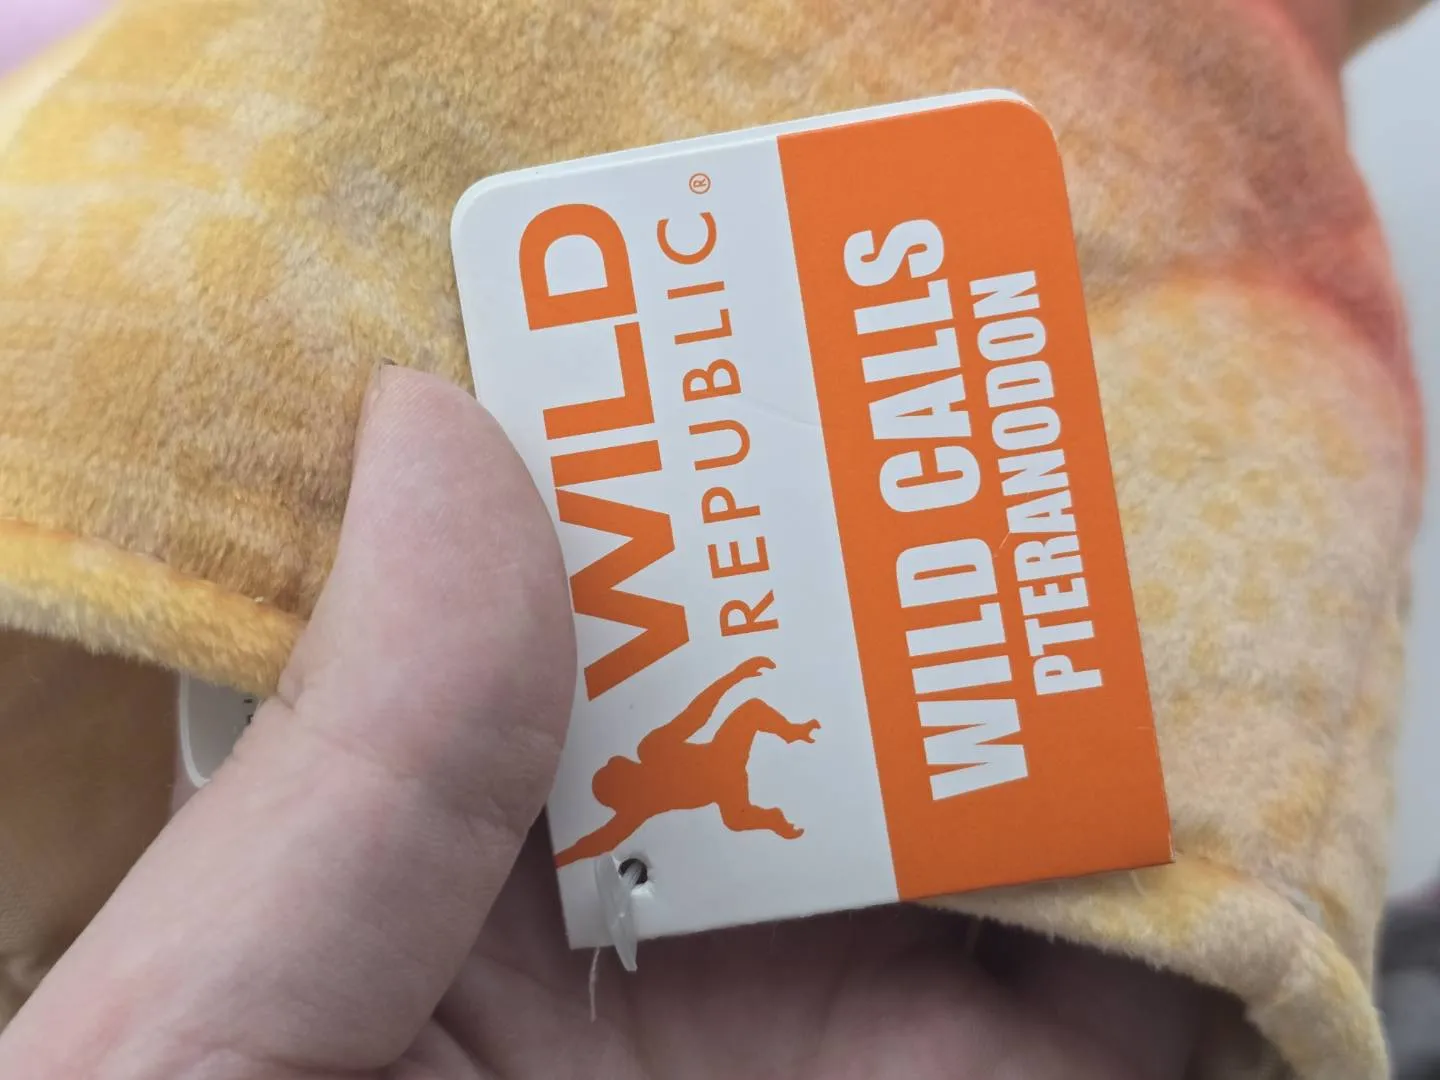 WILD
REPUBLIC®
WILD CALLS
PTERANODON